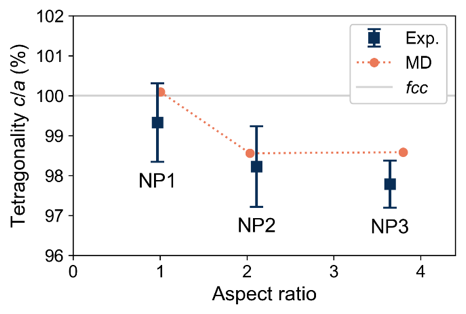 102
101
100
99
98
97
96
Tetragonality c/a (%)
Exp.
MD
fcc
NP1
NP2
NP3
0
1
2
3
4
Aspect ratio